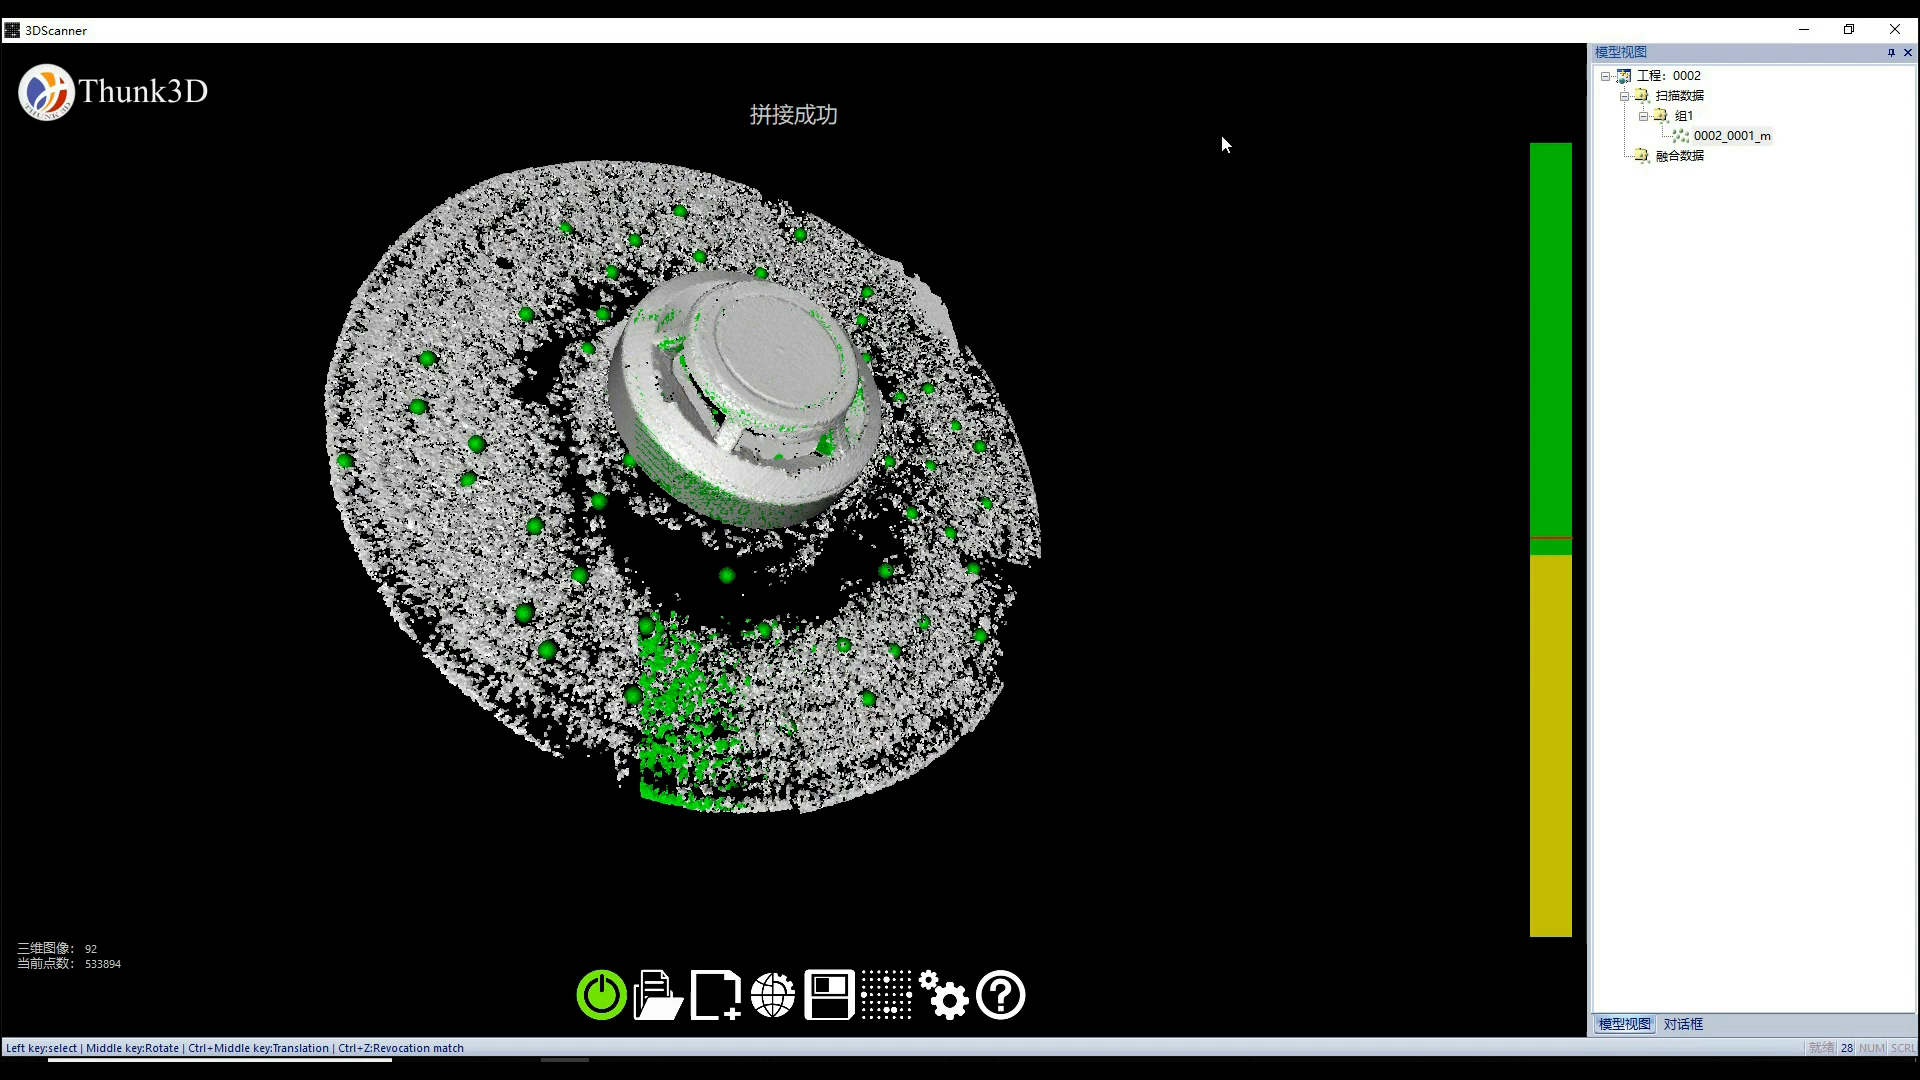 3DScanner
Thunk3D
THUNK3D
拼接成功
模型视图
工程: 0002
扫描数据
组1
0002_0001_m
融合数据
三维图像: 92
当前点数: 533894
模型视图 对话框
Left key:select | Middle key:Rotate | Ctrl+Middle key:Translation | Ctrl+Z:Revocation match
就绪 28 NUM SCRL